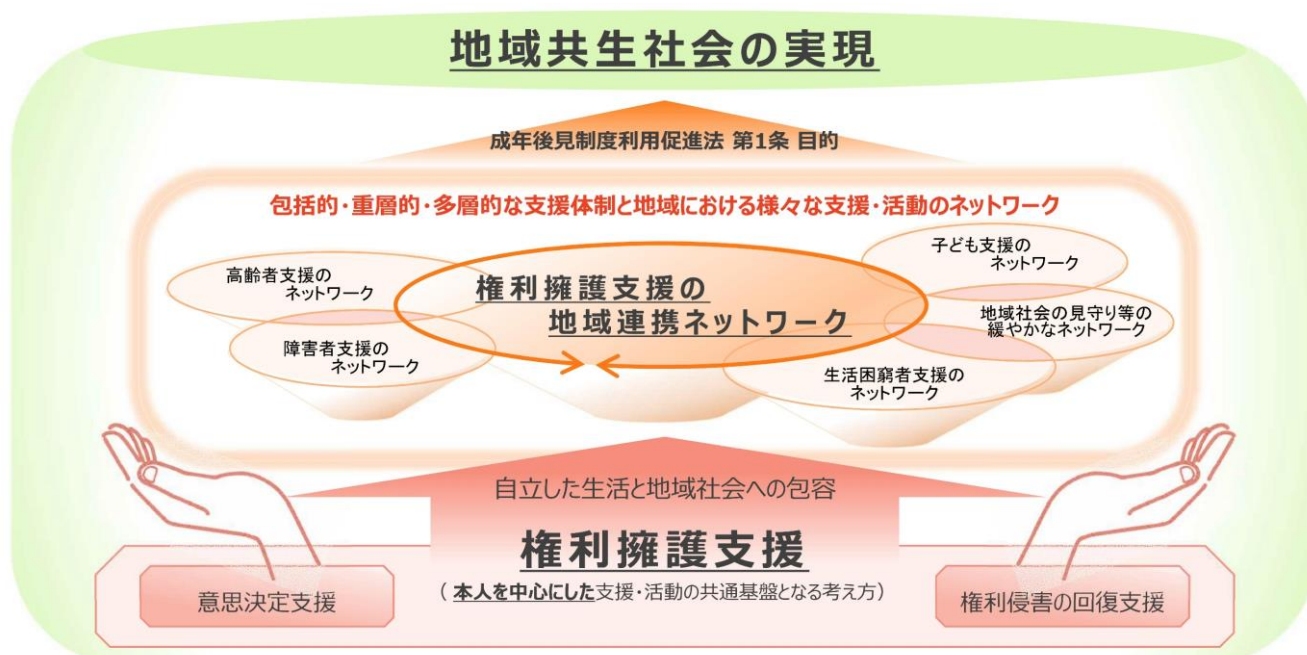 地域共生社会の実現
成年後見制度利用促進法 第1条 目的
包括的・重層的・多層的な支援体制と地域における様々な支援・活動のネットワーク
高齢者支援の
ネットワーク
障害者支援の
ネットワーク
権利擁護支援の
地域連携ネットワーク
子ども支援の
ネットワーク
地域社会の見守り等の
緩やかなネットワーク
生活困窮者支援の
ネットワーク
自立した生活と地域社会への包容
権利擁護支援
（本人を中心にした支援・活動の共通基盤となる考え方）
意思決定支援
権利侵害の回復支援